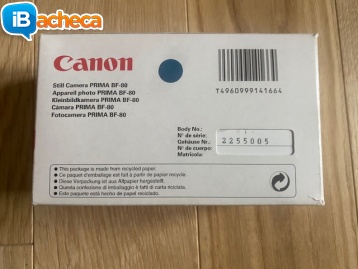 iBacheca
Canon
Still Camera PRIMA BF-80
Appareil photo PRIMA BF-80
Kleinbildkamera PRIMA BF-80
Cámara PRIMA BF-80
Fotocamera PRIMA BF-80
T4960999141664
Body No.:
N° de série:
Gehäuse Nr.:
N° de cuerpo:
Matricola:
2255005
● This package is made from recycled paper.
● Ce paquet d'emballage est fait à partir de papier recyclé.
● Diese Verpackung ist aus Altpapier hergestellt.
● Questa confezione di imballaggio è fatta di carta riciclata.
● Este paquete está hecho de papel recyclado.